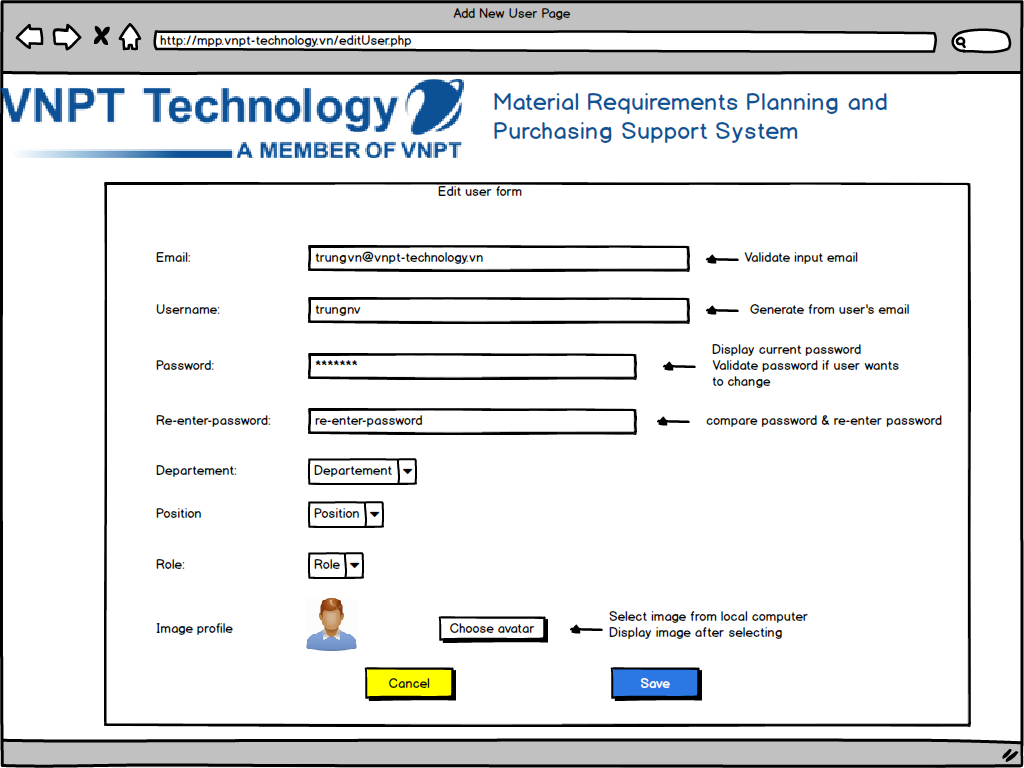 Add New User Page
http://mpp.vnpt-technology.vn/editUser.php
VNPT Technology
A MEMBER OF VNPT
Material Requirements Planning and
Purchasing Support System
Edit user form
Email:
trungvn@vnpt-technology.vn
Validate input email
Username:
trungnv
Generate from user's email
Password:
*******
Display current password
Validate password if user wants
to change
Re-enter-password:
re-enter-password
compare password & re-enter password
Departement:
Departement
Position
Position
Role:
Role
Image profile
Choose avatar
Select image from local computer
Display image after selecting
Cancel
Save